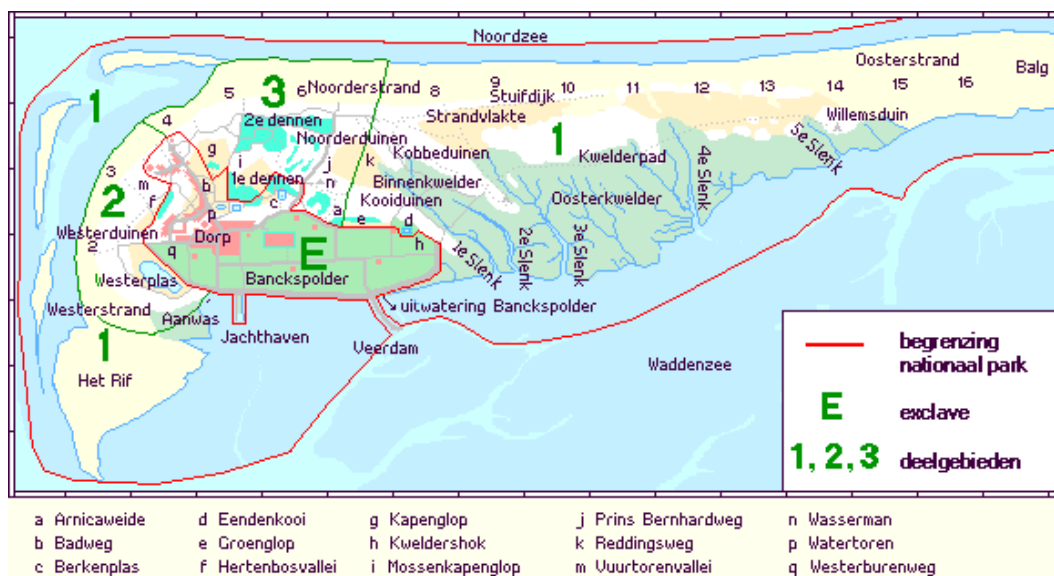 Noordzee
Oosterstrand
Balg
1
3
5
6
Noorderstrand
8
9
10
11
12
13
14
15
16
Stuifdijk
4
2e dennen
Strandvlakte
Willemsduin
Noorderduinen
1
5e Slenk
g
Kobbeduinen
Kwelderpad
4e Slenk
3
i
j
k
m
b
1e dennen
n
Binnenkwelder
2
f
c
Kooiduinen
Oosterkwelder
p
a
e
d
Westerduinen
Dorp
h
2
q
E
1e Slenk
2e Slenk
3e Slenk
Westerplas
Banckspolder
Westerstrand
Aanwas
uitwatering Banckspolder
1
Jachthaven
Veerdam
Het Rif
Waddenzee
begrenzing
nationaal park
E exclave
1, 2, 3 deelgebieden
a Arnicaweide d Eendenkooi g Kapenglop j Prins Bernhardweg n Wasserman
b Badweg e Groenglop h Kweldershok k Reddingsweg p Watertoren
c Berkenplas f Hertenbosvallei i Mossenkapenglop m Vuurtorenvallei q Westerburenweg